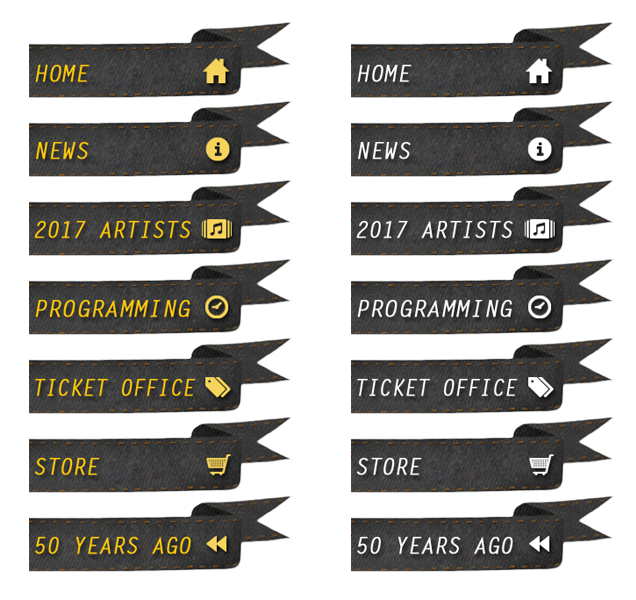 HOME
HOME
NEWS
NEWS
2017 ARTISTS
2017 ARTISTS
PROGRAMMING
PROGRAMMING
TICKET OFFICE
TICKET OFFICE
STORE
STORE
50 YEARS AGO
50 YEARS AGO